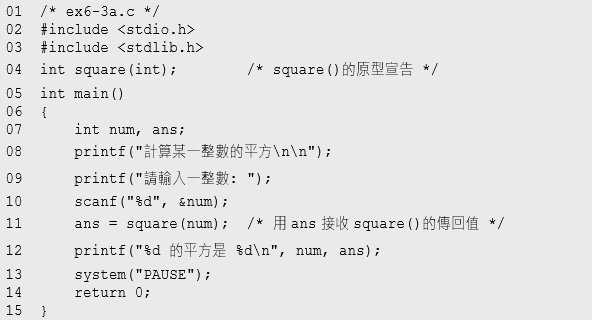 01 /* ex6-3a.c */
02 #include <stdio.h>
03 #include <stdlib.h>
04 int square(int);        /* square()的原型宣告 */
05 int main()
06 {
07     int num, ans;
08     printf("計算某一整數的平方\n\n");
09     printf("請輸入一整數: ");
10     scanf("%d", &num);
11     ans = square(num);  /* 用 ans 接收 square()的傳回值 */
12     printf("%d 的平方是 %d\n", num, ans);
13     system("PAUSE");
14     return 0;
15 }